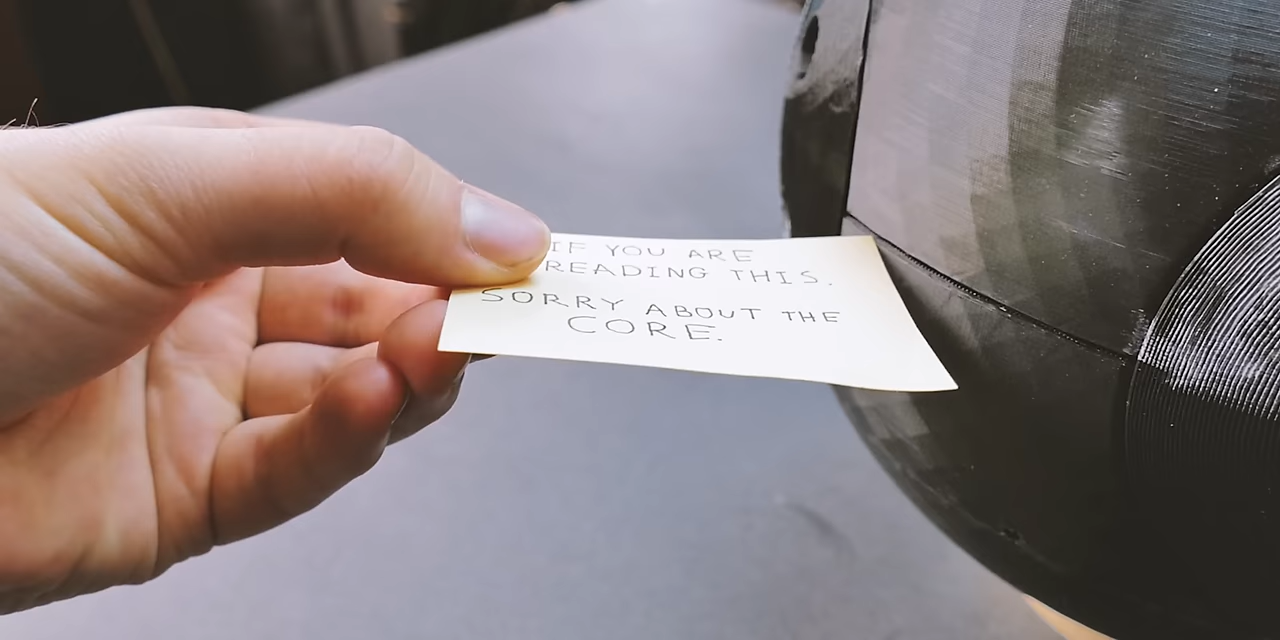 IF YOU ARE
READING THIS.
SORRY ABOUT THE
CORE.